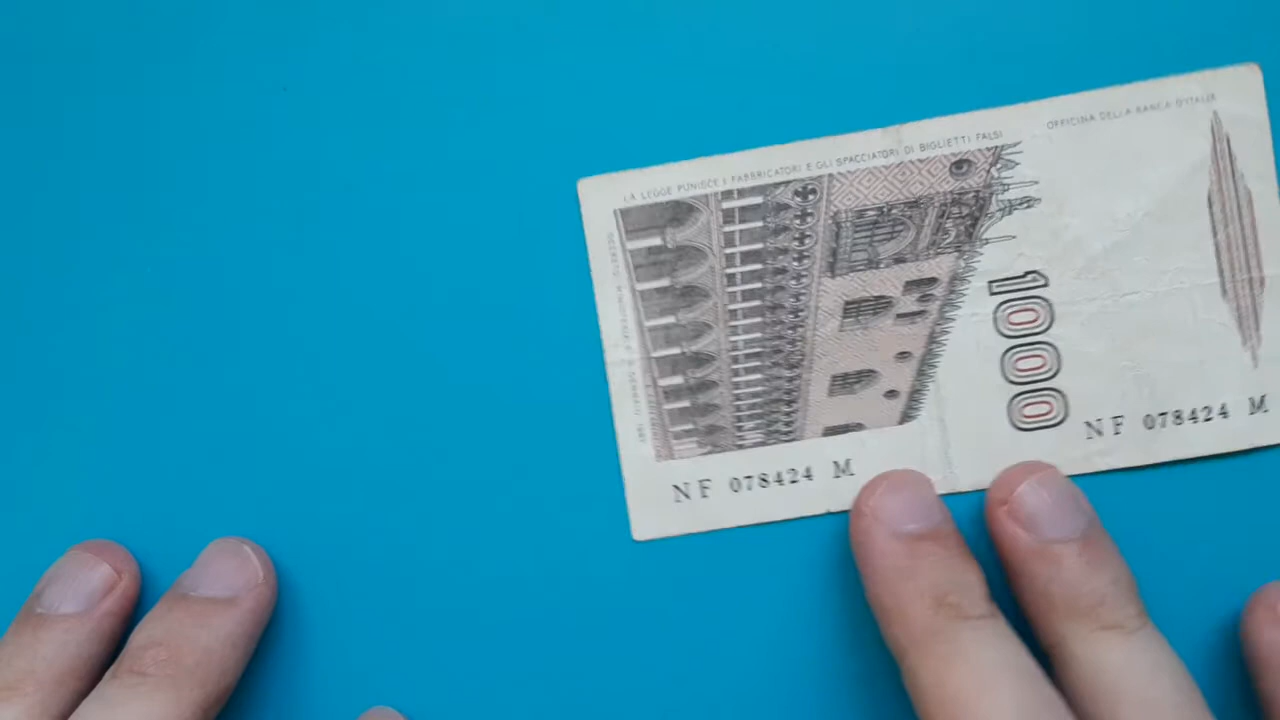 LA LEGGE PUNISCE I FABBRICATORI E GLI SPACCIATORI DI BIGLIETTI FALSI
OFFICINA DELLA BANCA D'ITALIA
1000
NF 078424 M
NF 078424 M